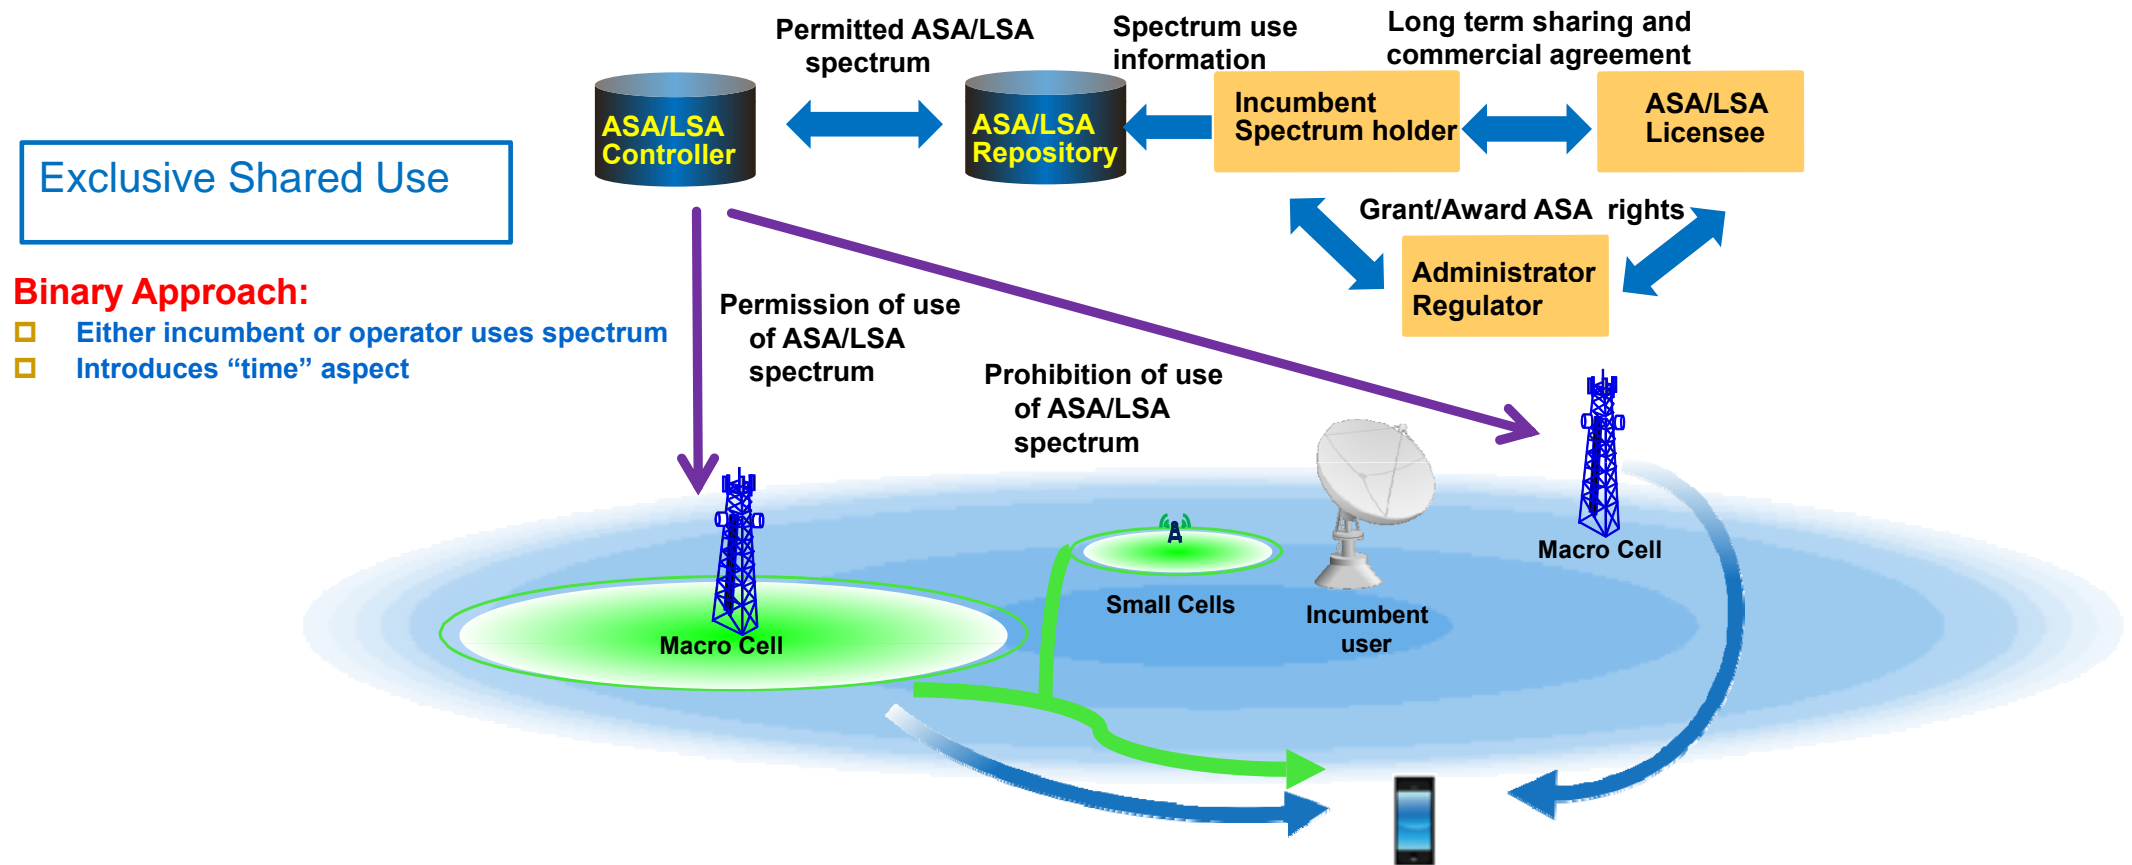 Permitted ASA/LSA
spectrum
Spectrum use
information
Long term sharing and
commercial agreement
ASA/LSA
Controller
ASA/LSA
Repository
Incumbent
Spectrum holder
ASA/LSA
Licensee
Exclusive Shared Use
Grant/Award ASA rights
Administrator
Regulator
Binary Approach:
Either incumbent or operator uses spectrum
Introduces “time” aspect
Permission of use
of ASA/LSA
spectrum
Prohibition of use
of ASA/LSA
spectrum
Macro Cell
Small Cells
Incumbent
user
Macro Cell